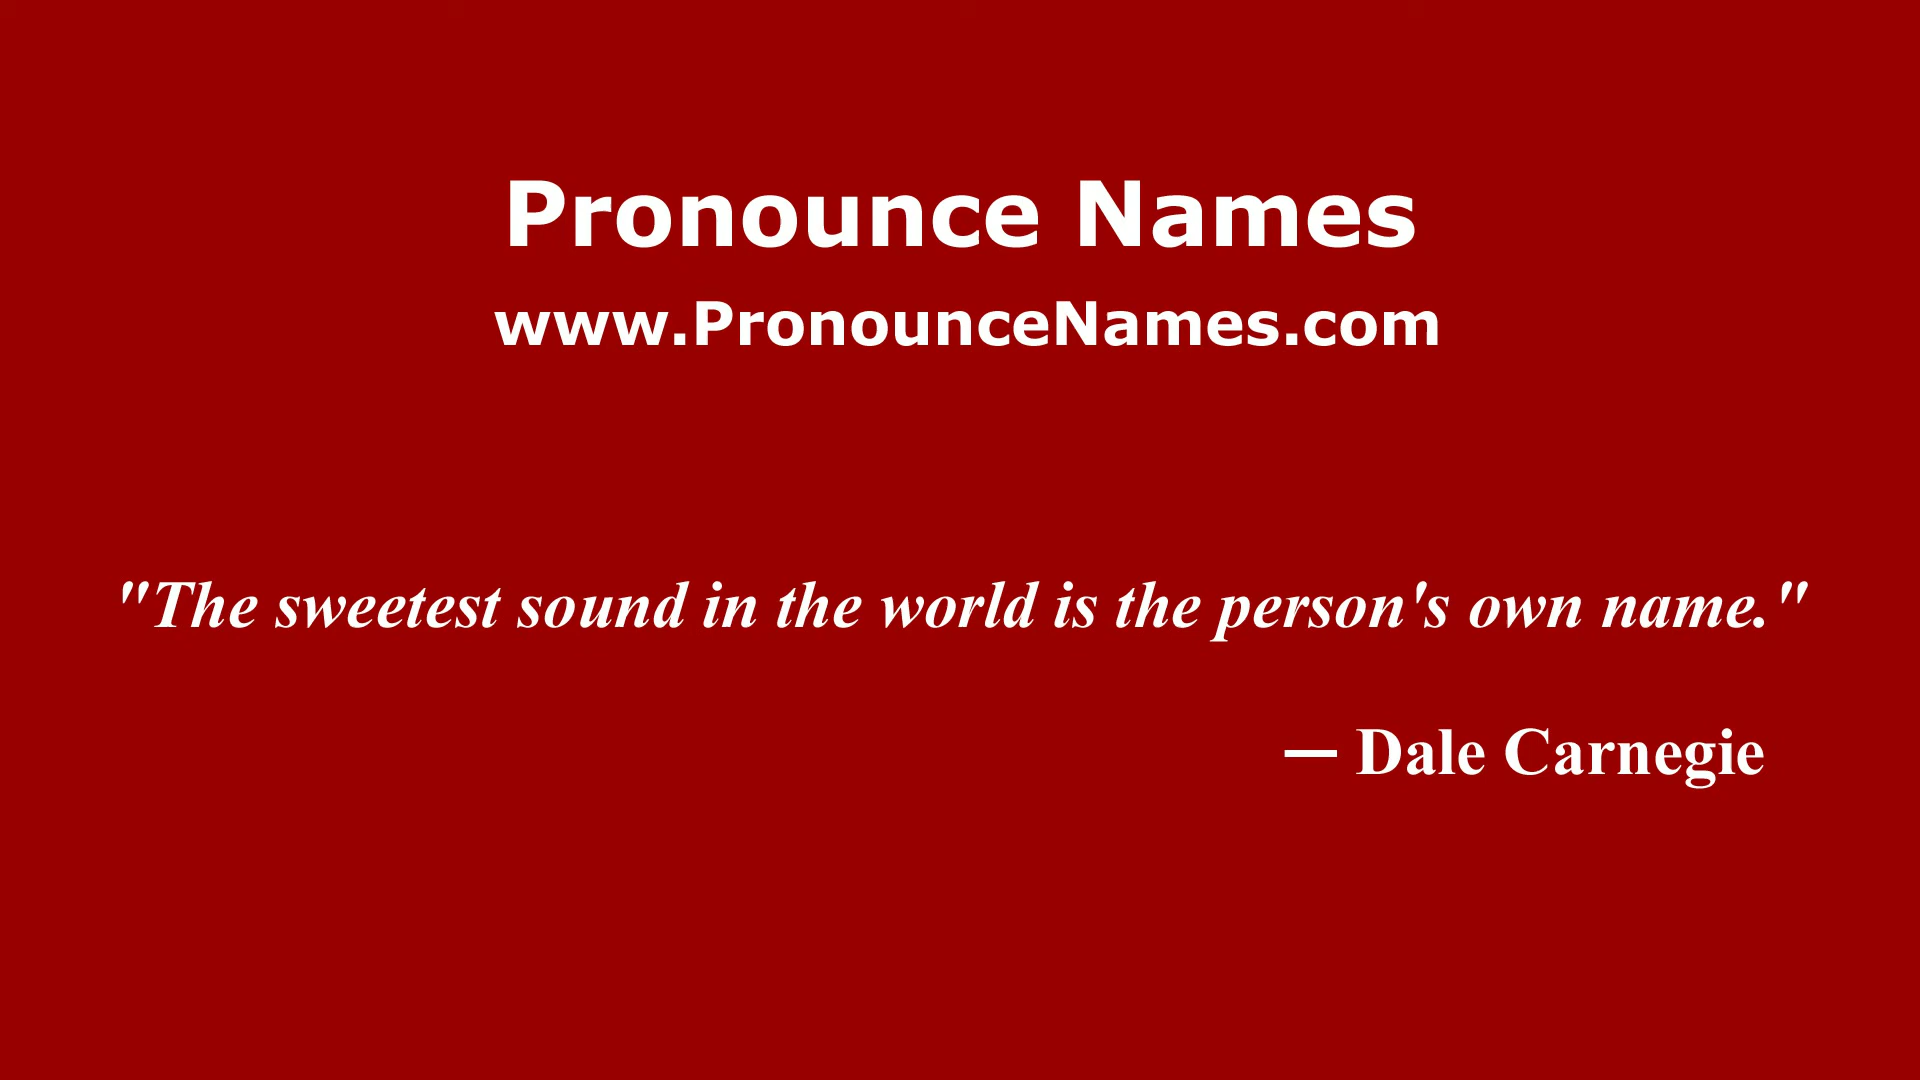 Pronounce Names
www.PronounceNames.com
"The sweetest sound in the world is the person's own name."
— Dale Carnegie